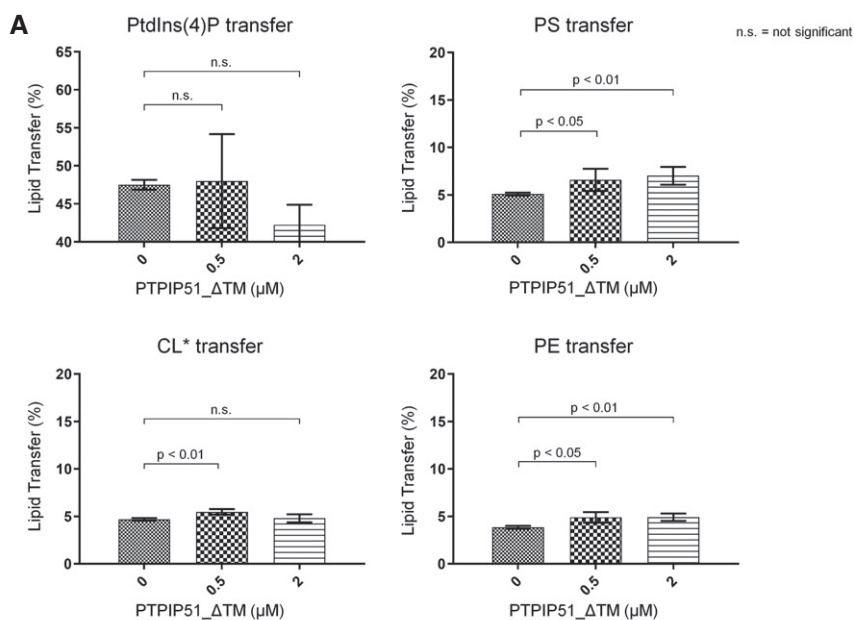 A
PtdIns(4)P transfer
Lipid Transfer (%)
65
60
55
50
45
40
n.s.
n.s.
0
0.5
2
PTPIP51_ΔTM (μM)
PS transfer
n.s. = not significant
Lipid Transfer (%)
20
15
10
5
0
p < 0.01
p < 0.05
0
0.5
2
PTPIP51_ΔTM (μM)
CL* transfer
Lipid Transfer (%)
20
15
10
5
0
n.s.
p < 0.01
0
0.5
2
PTPIP51_ΔTM (μM)
PE transfer
Lipid Transfer (%)
20
15
10
5
0
p < 0.01
p < 0.05
0
0.5
2
PTPIP51_ΔTM (μM)